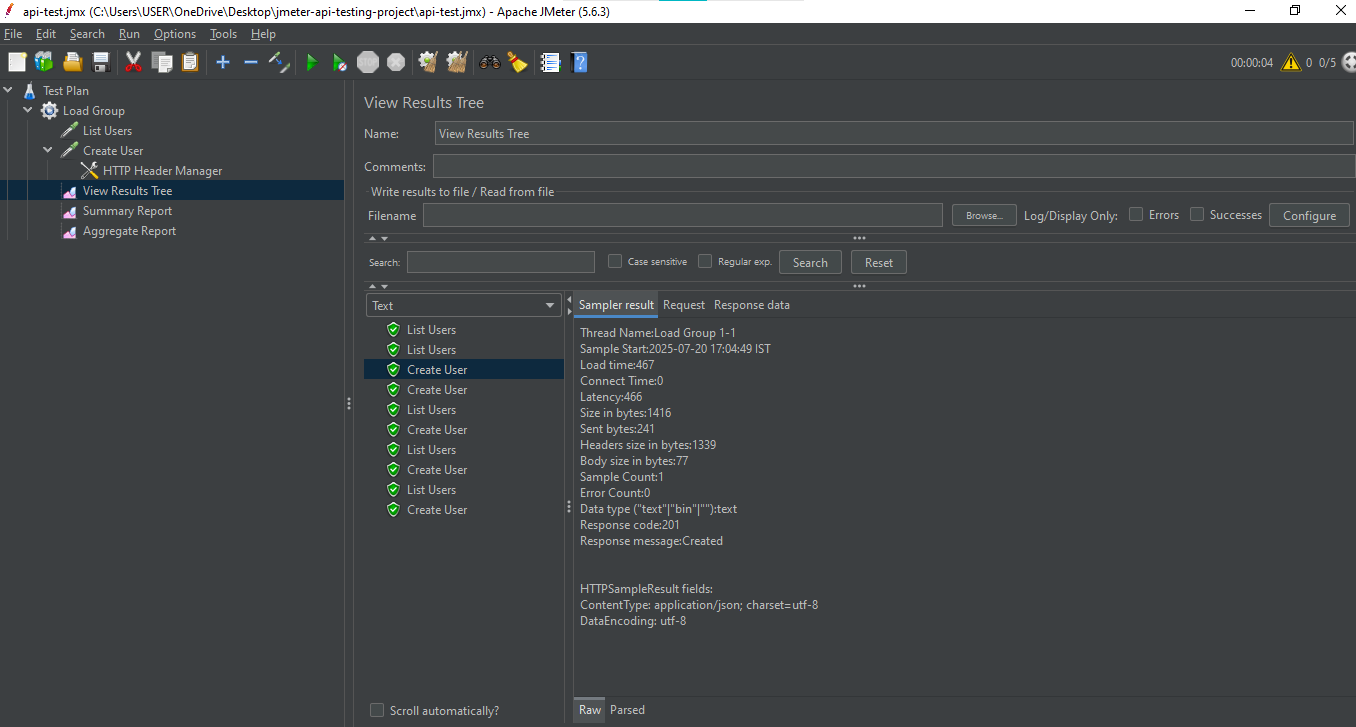 api-test.jmx (C:\Users\USER\OneDrive\Desktop\jmeter-api-testing-project\api-test.jmx) - Apache JMeter (5.6.3)
File Edit Search Run Options Tools Help
STOP
00:00:04 0 0/5
Test Plan
Load Group
List Users
Create User
HTTP Header Manager
View Results Tree
Summary Report
Aggregate Report
View Results Tree
Name: View Results Tree
Comments:
Write results to file / Read from file
Filename Browse... Log/Display Only: Errors Successes Configure
Search: Case sensitive Regular exp. Search Reset
Text
List Users
List Users
Create User
Create User
List Users
Create User
List Users
Create User
List Users
Create User
Scroll automatically?
Sampler result Request Response data
Thread Name:Load Group 1-1
Sample Start:2025-07-20 17:04:49 IST
Load time:467
Connect Time:0
Latency:466
Size in bytes:1416
Sent bytes:241
Headers size in bytes:1339
Body size in bytes:77
Sample Count:1
Error Count:0
Data type ("text"|"bin"|""):text
Response code:201
Response message:Created
HTTPSampleResult fields:
ContentType: application/json; charset=utf-8
DataEncoding: utf-8
Raw Parsed